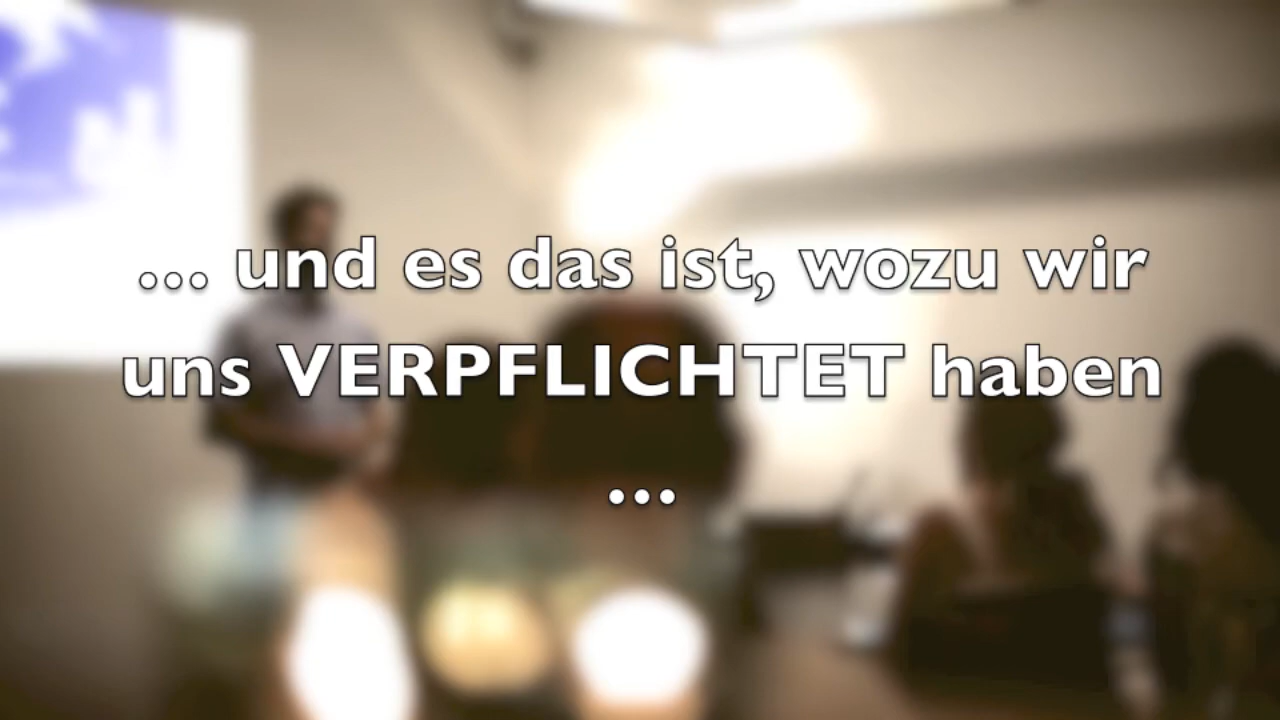 ... und es das ist, wozu wir
uns VERPFLICHTET haben
...